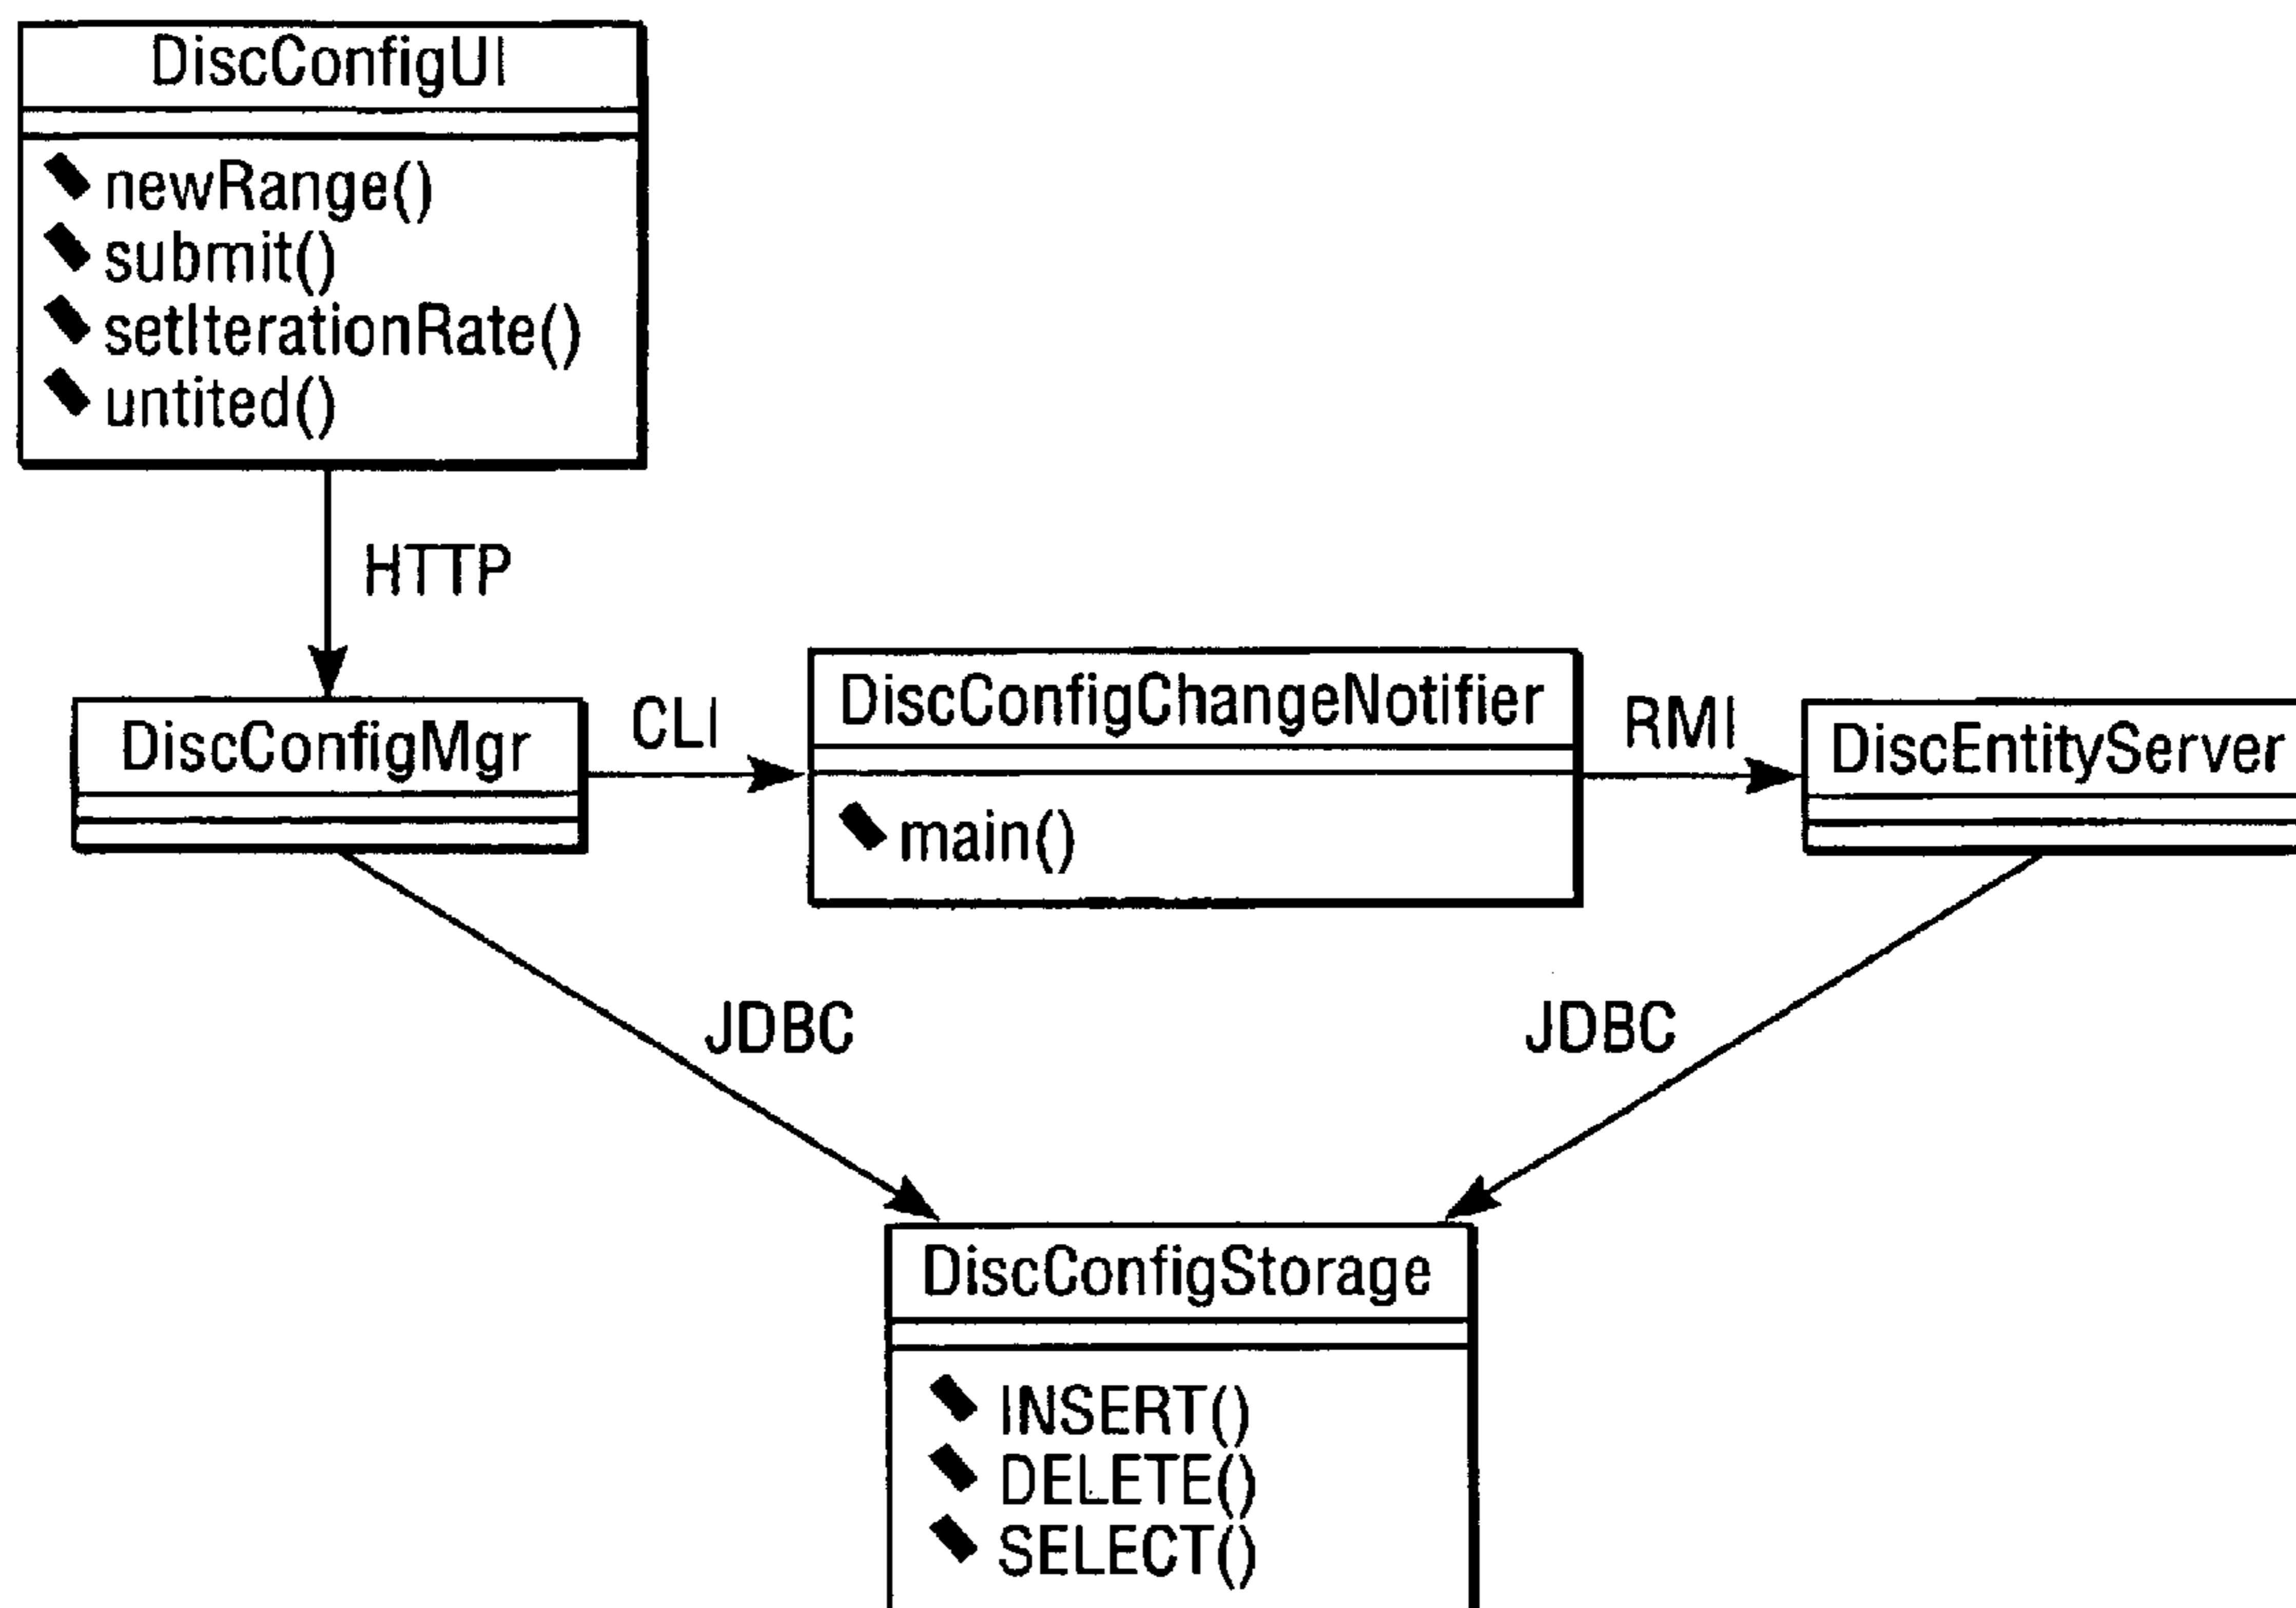 DiscConfigUI
newRange()
submit()
setIterationRate()
untited()
HTTP
DiscConfigMgr
CLI
DiscConfigChangeNotifier
main()
RMI
DiscEntityServer
JDBC
JDBC
DiscConfigStorage
INSERT()
DELETE()
SELECT()